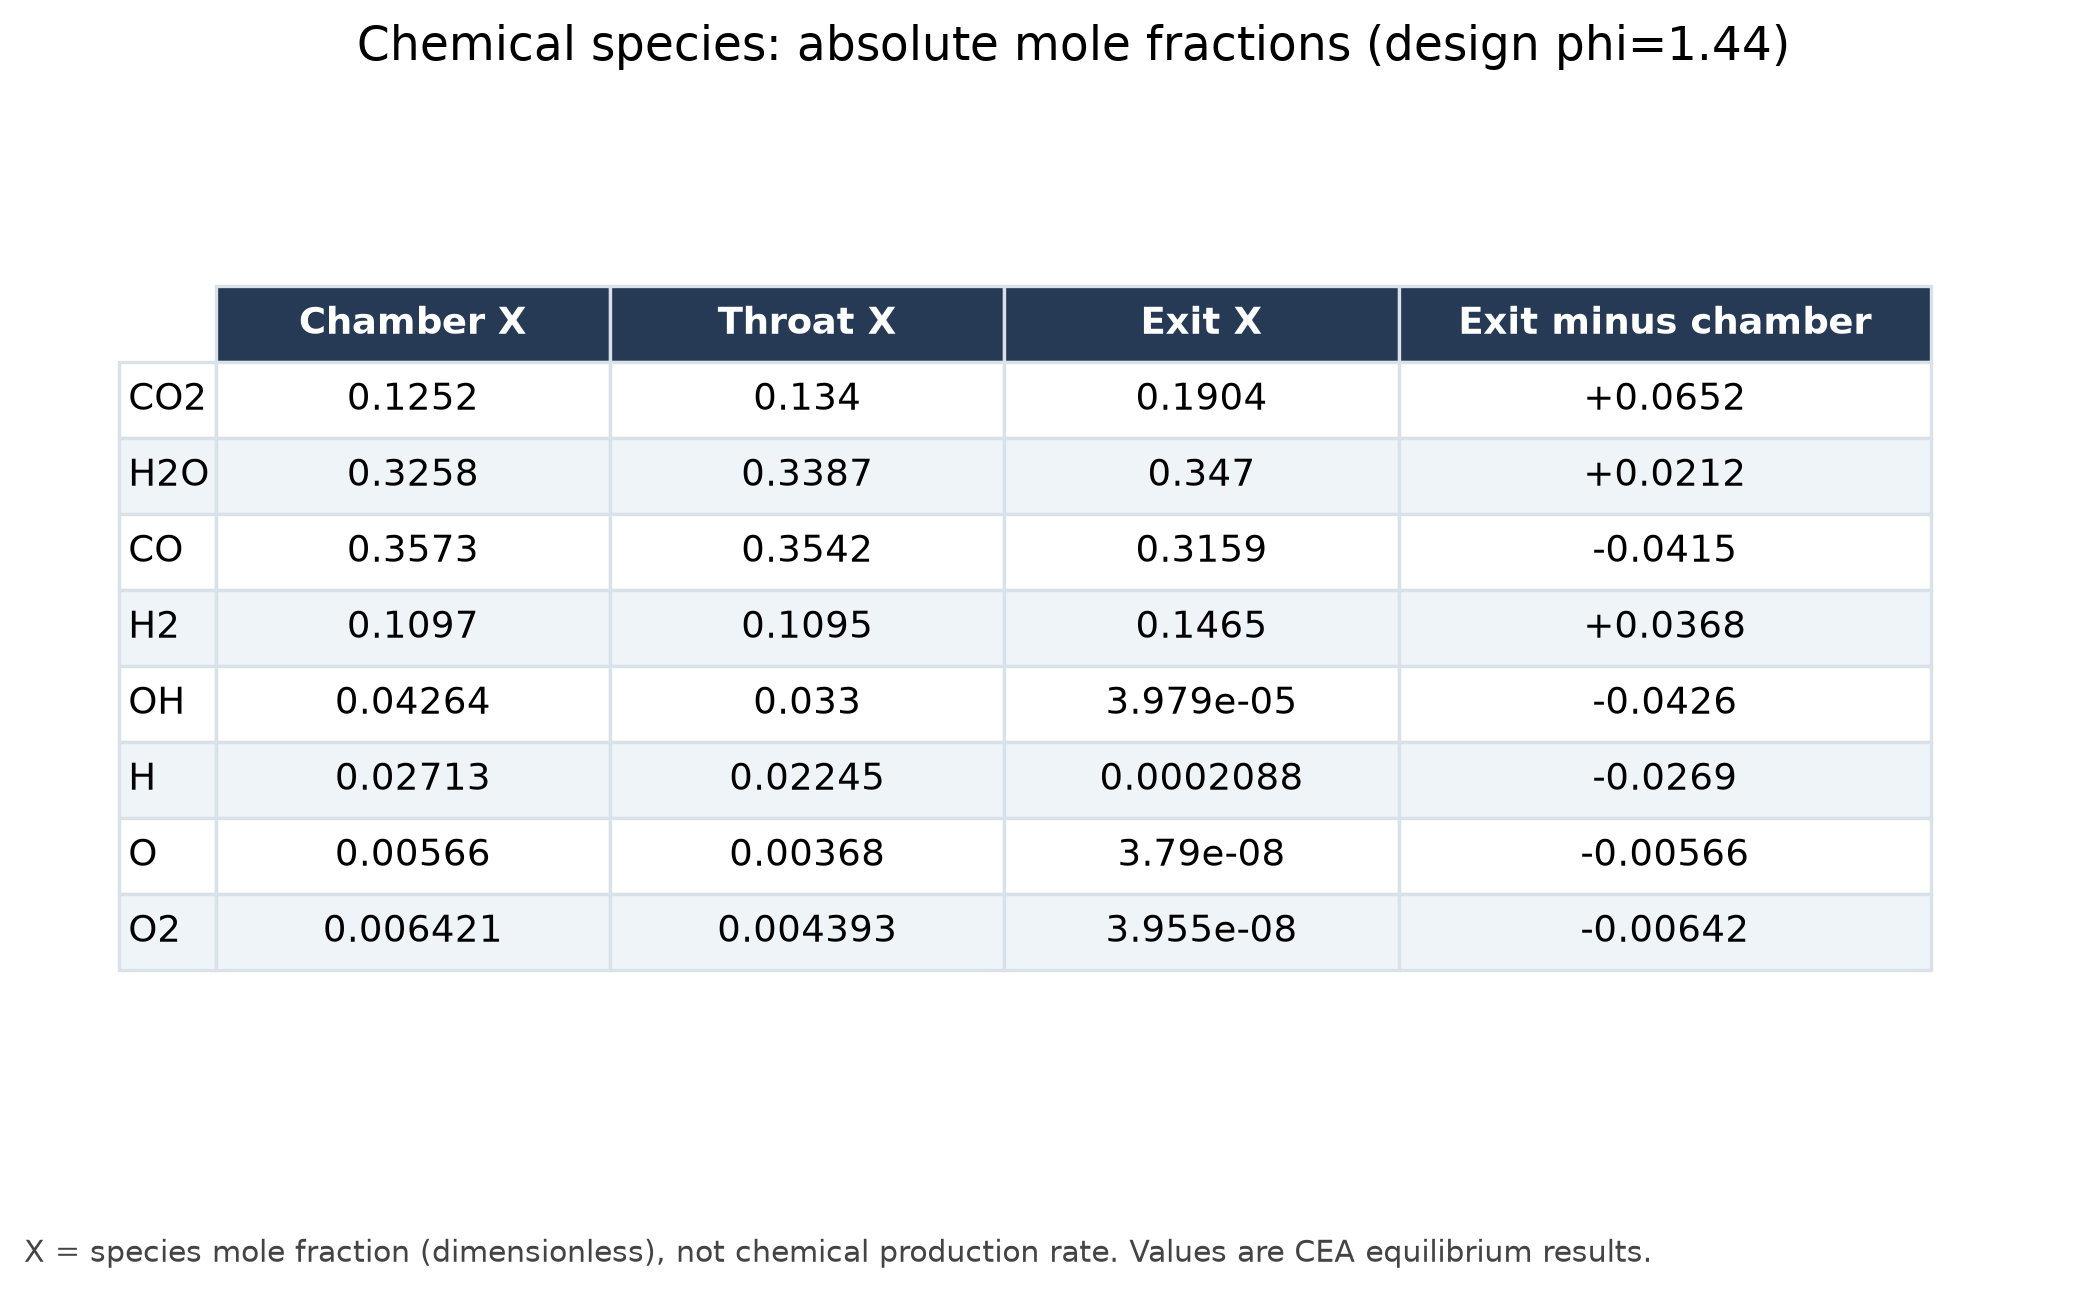 Chemical species: absolute mole fractions (design phi=1.44)
Chamber X Throat X Exit X Exit minus chamber
CO2 0.1252 0.134 0.1904 +0.0652
H2O 0.3258 0.3387 0.347 +0.0212
CO 0.3573 0.3542 0.3159 -0.0415
H2 0.1097 0.1095 0.1465 +0.0368
OH 0.04264 0.033 3.979e-05 -0.0426
H 0.02713 0.02245 0.0002088 -0.0269
O 0.00566 0.00368 3.79e-08 -0.00566
O2 0.006421 0.004393 3.955e-08 -0.00642
X = species mole fraction (dimensionless), not chemical production rate. Values are CEA equilibrium results.